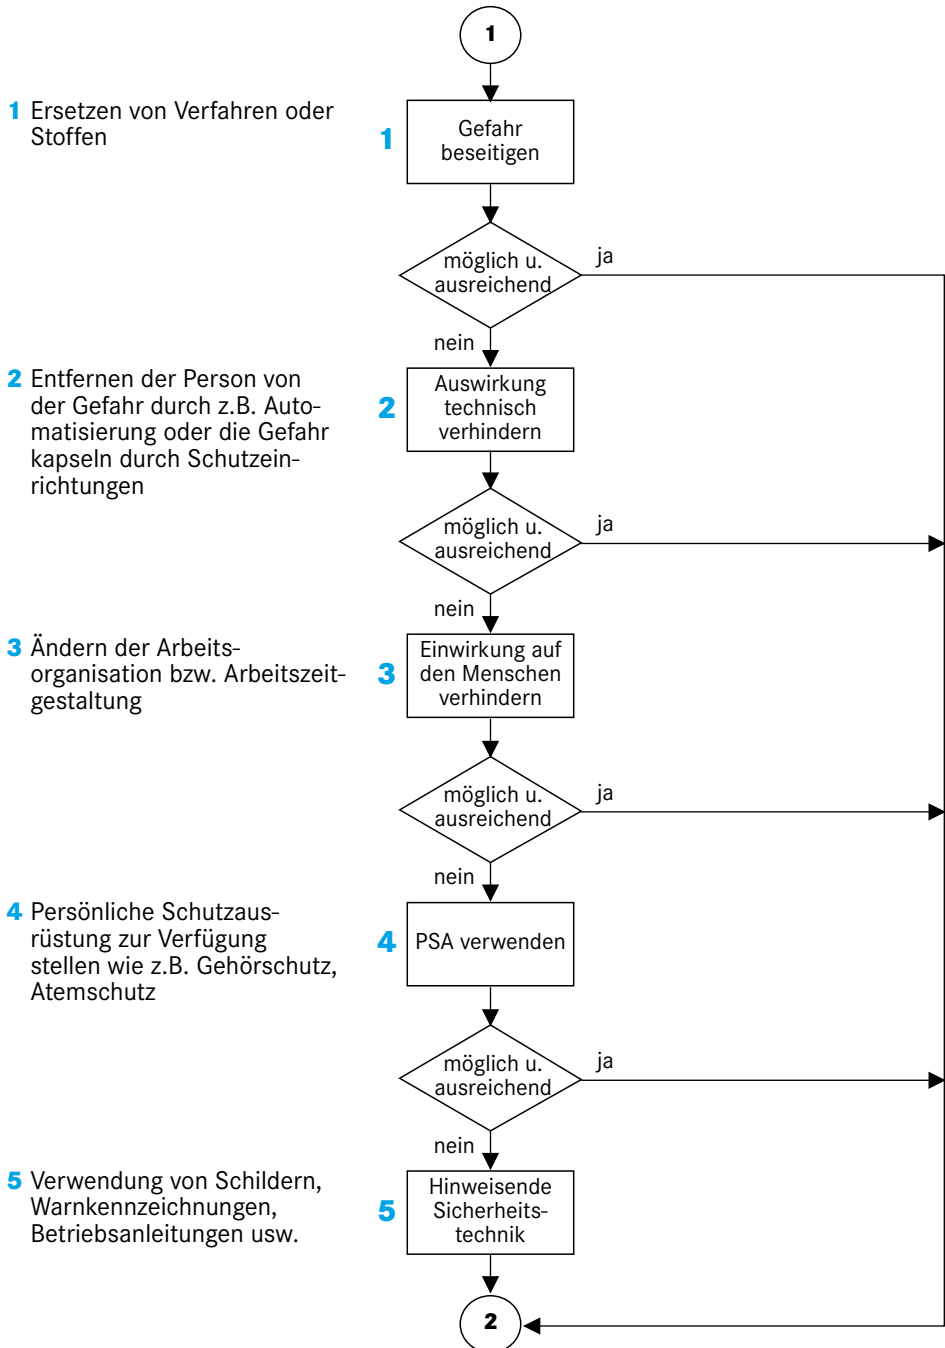 1
1 Ersetzen von Verfahren oder
Stoffen
1
Gefahr
beseitigen
möglich u.
ausreichend
ja
nein
2 Entfernen der Person von
der Gefahr durch z.B. Auto-
matisierung oder die Gefahr
kapseln durch Schutzein-
richtungen
2
Auswirkung
technisch
verhindern
möglich u.
ausreichend
ja
nein
3 Ändern der Arbeits-
organisation bzw. Arbeitszeit-
gestaltung
3
Einwirkung auf
den Menschen
verhindern
möglich u.
ausreichend
ja
nein
4 Persönliche Schutzaus-
rüstung zur Verfügung
stellen wie z.B. Gehörschutz,
Atemschutz
4
PSA verwenden
möglich u.
ausreichend
ja
nein
5 Verwendung von Schildern,
Warnkennzeichnungen,
Betriebsanleitungen usw.
5
Hinweisende
Sicherheits-
technik
2